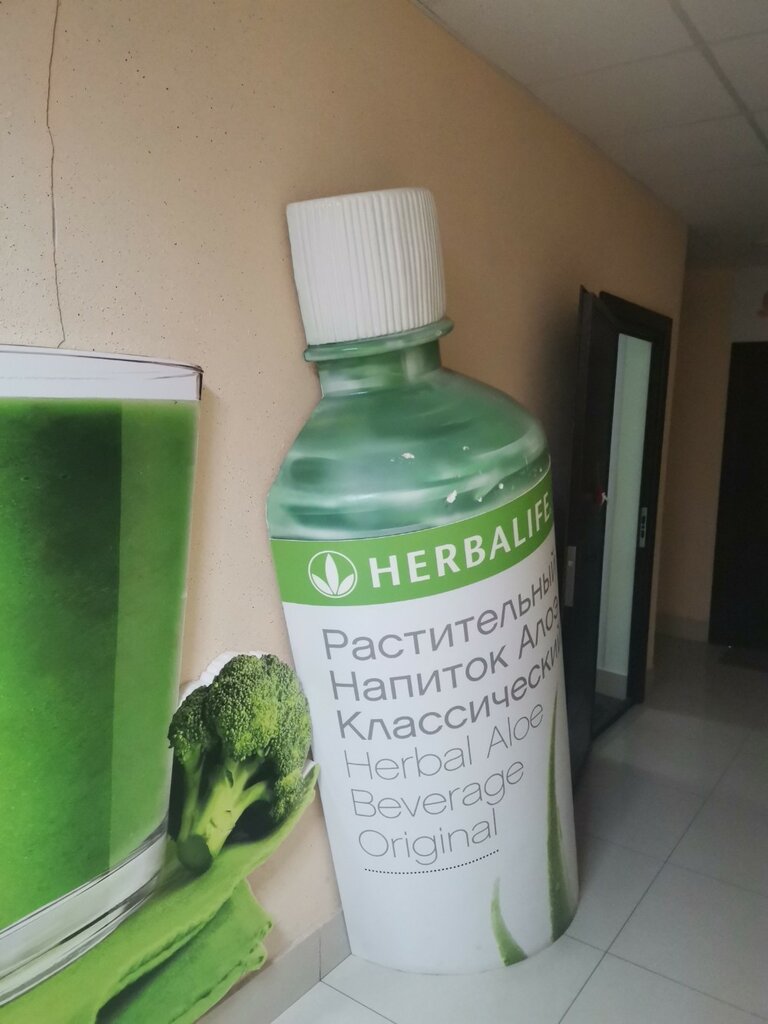 HERBALIFE
Растительный
Напиток Алоэ
Классический
Herbal Aloe
Beverage
Original